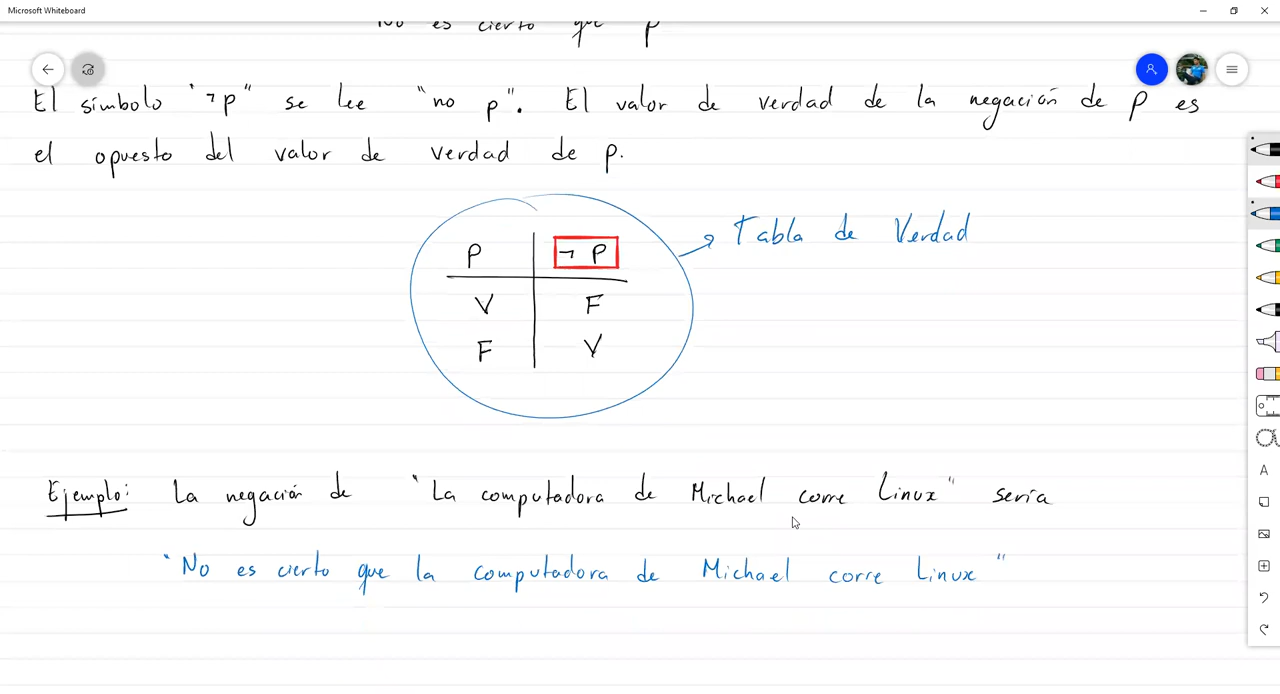 Microsoft Whiteboard
No es cierto que p
El símbolo "¬p" se lee "no p". El valor de verdad de la negación de P es
el opuesto del valor de verdad de p.
P ¬ P
V F
F V
Tabla de Verdad
Ejemplo: La negación de "La computadora de Michael corre Linux" sería
"No es cierto que la computadora de Michael corre Linux"
A